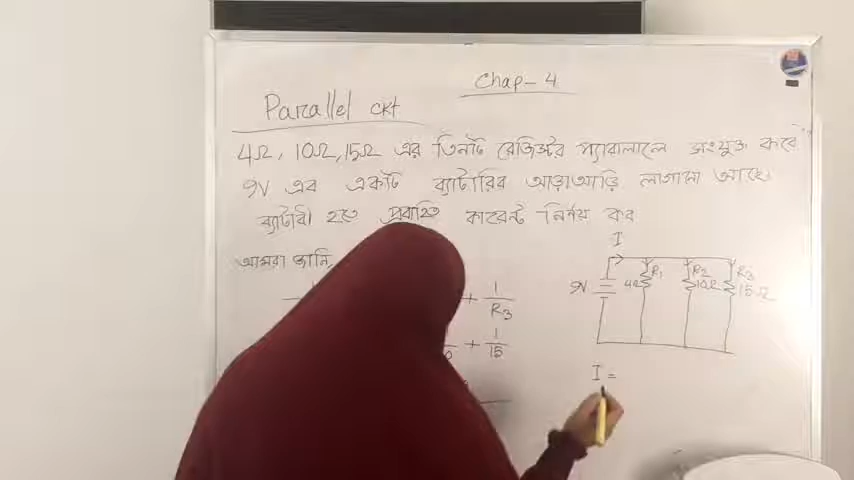 Chap-4
Parallel ckt
4Ω, 10Ω, 15Ω এর তিনটি রেজিস্টর প্যারালালে সংযুক্ত করে
9V এর একটি ব্যাটারির আড়াআড়ি লাগানো আছে।
ব্যাটারী হতে প্রবাহিত কারেন্ট নির্ণয় কর
আমরা জানি,
I
R1 R2 R3
9V 4Ω 10Ω 15Ω
+ 1/R3
+ 1/15
I =